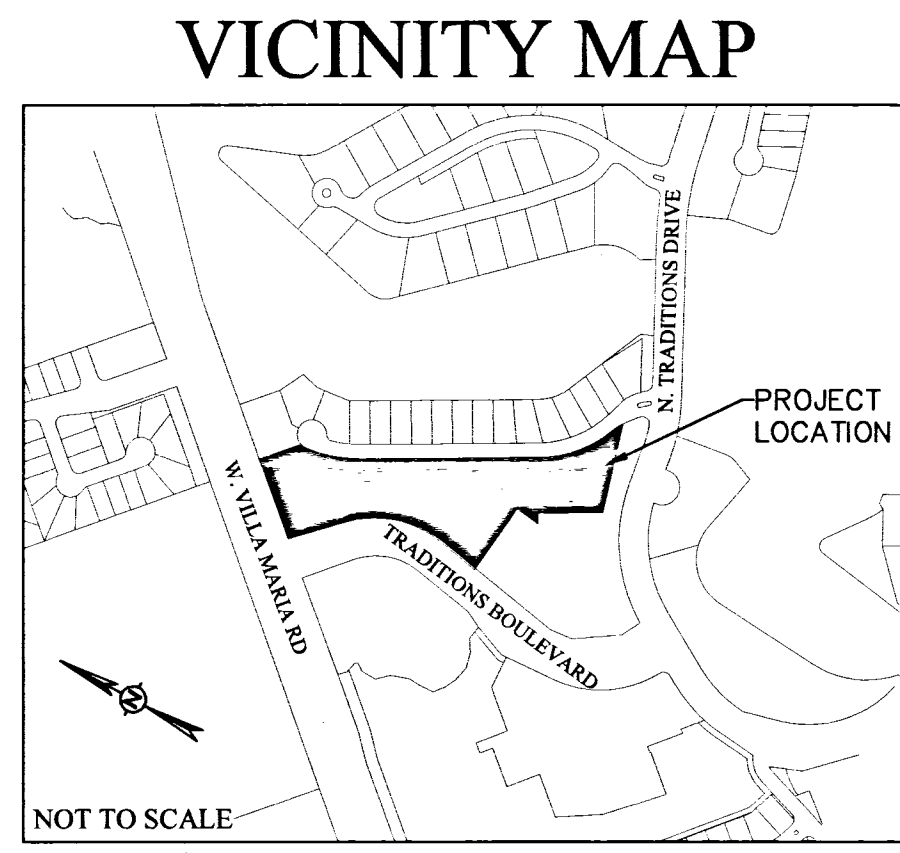 VICINITY MAP
N. TRADITIONS DRIVE
PROJECT
LOCATION
W. VILLA MARIA RD
TRADITIONS BOULEVARD
N
NOT TO SCALE